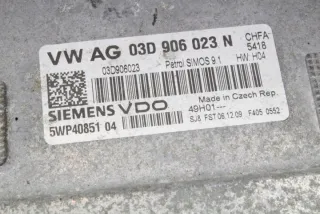 VW AG 03D 906 023 N CHFA
5418
03D906023 Petrol SIMOS 9.1 HW: H04
SIEMENS VDO Made in Czech Rep.
49H01---
5WP40851 04 SJ8 FST 06.12.09 F405 0552